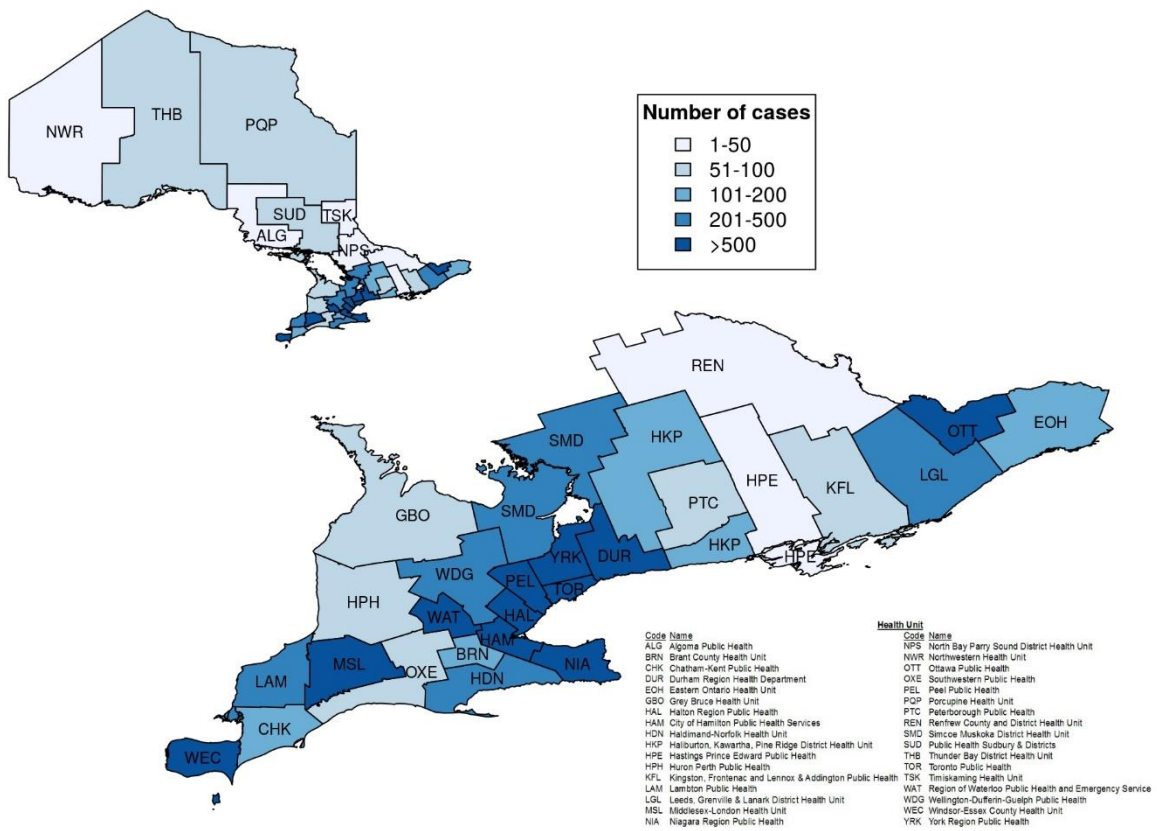 NWR
THB
PQP
SUD
TSK
ALG
NPS
Number of cases
1-50
51-100
101-200
201-500
>500
REN
SMD
HKP
OTT
EOH
HPE
KFL
LGL
PTC
GBO
SMD
HKP
YRK
DUR
HPE
WDG
PEL
TOR
HPH
WAT
HAL
HAM
BRN
MSL
OXE
NIA
LAM
HDN
CHK
WEC
Health Unit
Code Name
ALG Algoma Public Health
BRN Brant County Health Unit
CHK Chatham-Kent Public Health
DUR Durham Region Health Department
EOH Eastern Ontario Health Unit
GBO Grey Bruce Health Unit
HAL Halton Region Public Health
HAM City of Hamilton Public Health Services
HDN Haldimand-Norfolk Health Unit
HKP Haliburton, Kawartha, Pine Ridge District Health Unit
HPE Hastings Prince Edward Public Health
HPH Huron Perth Public Health
KFL Kingston, Frontenac and Lennox & Addington Public Health
LAM Lambton Public Health
LGL Leeds, Grenville & Lanark District Health Unit
MSL Middlesex-London Health Unit
NIA Niagara Region Public Health
Code Name
NPS North Bay Parry Sound District Health Unit
NWR Northwestern Health Unit
OTT Ottawa Public Health
OXE Southwestern Public Health
PEL Peel Public Health
PQP Porcupine Health Unit
PTC Peterborough Public Health
REN Renfrew County and District Health Unit
SMD Simcoe Muskoka District Health Unit
SUD Public Health Sudbury & Districts
THB Thunder Bay District Health Unit
TOR Toronto Public Health
TSK Timiskaming Health Unit
WAT Region of Waterloo Public Health and Emergency Service
WDG Wellington-Dufferin-Guelph Public Health
WEC Windsor-Essex County Health Unit
YRK York Region Public Health